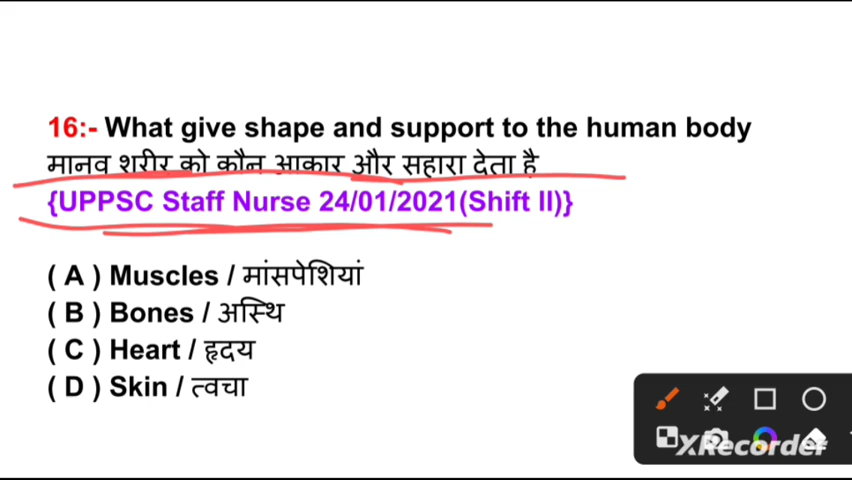 16:- What give shape and support to the human body
मानव शरीर को कौन आकार और सहारा देता है
{UPPSC Staff Nurse 24/01/2021(Shift II)}
( A ) Muscles / मांसपेशियां
( B ) Bones / अस्थि
( C ) Heart / हृदय
( D ) Skin / त्वचा
XRecorder